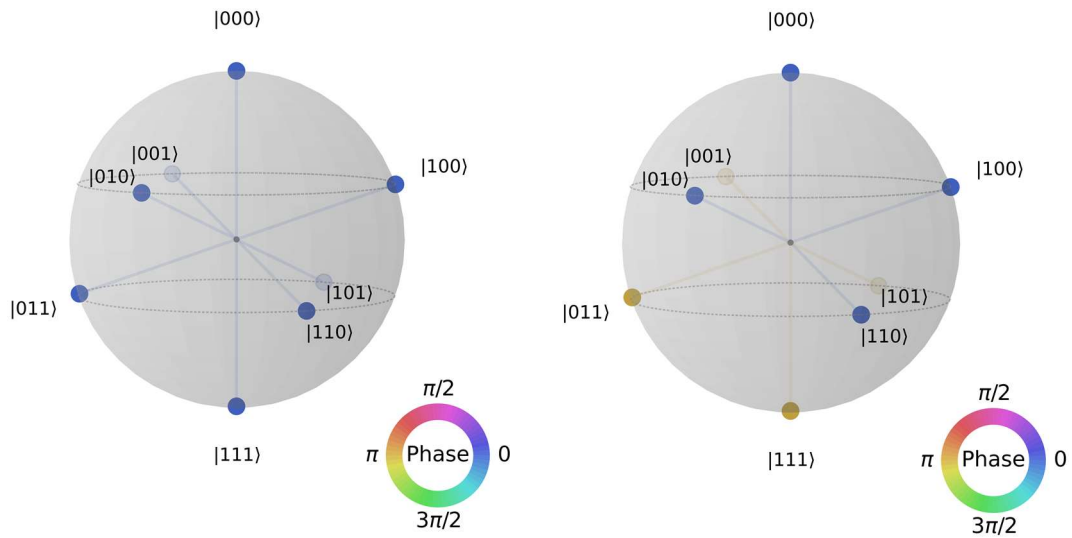 |000⟩
|001⟩
|010⟩
|100⟩
|011⟩
|101⟩
|110⟩
|111⟩
π/2
π
Phase
0
3π/2
|000⟩
|001⟩
|010⟩
|100⟩
|011⟩
|101⟩
|110⟩
|111⟩
π/2
π
Phase
0
3π/2